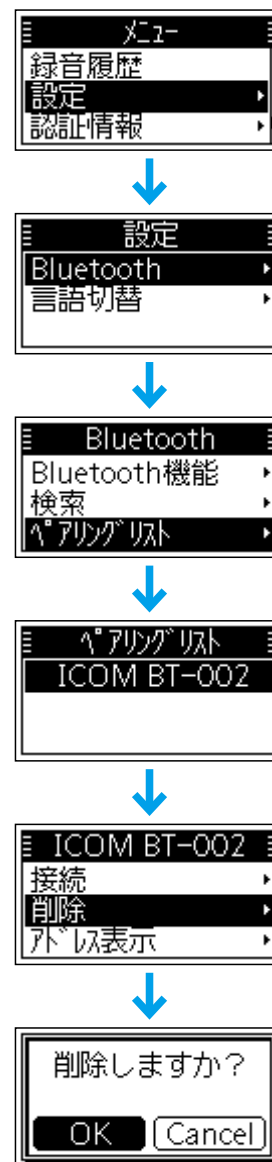 メニュー
録音履歴
設定
認証情報
設定
Bluetooth
言語切替
Bluetooth
Bluetooth機能
検索
ペアリングリスト
ペアリングリスト
ICOM BT-002
ICOM BT-002
接続
削除
アドレス表示
削除しますか?
OK Cancel